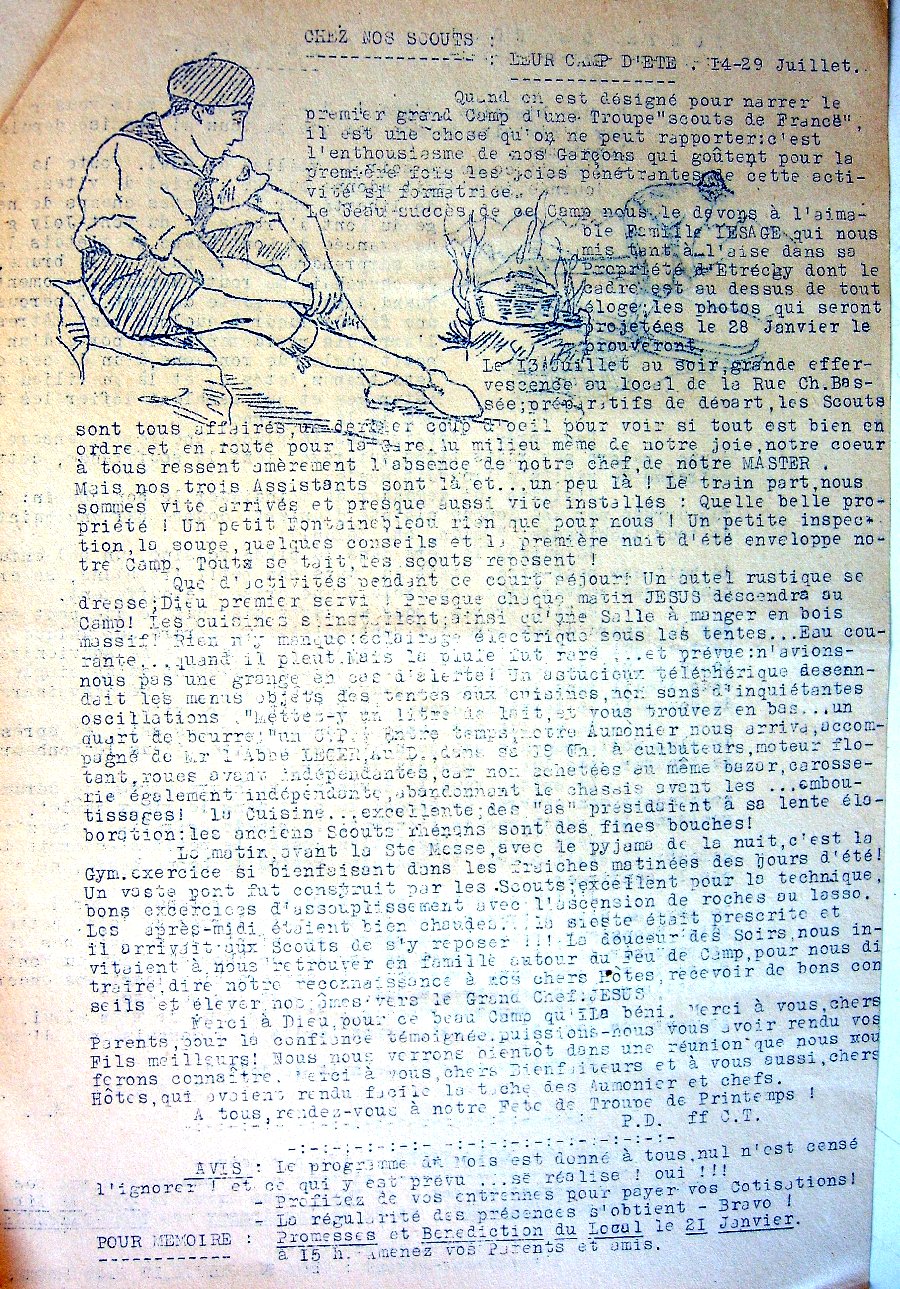 CHEZ NOS SCOUTS :
: LEUR CAMP D'ETE . 14-29 Juillet.
Quand on est désigné pour narrer le
premier grand Camp d'une Troupe"scouts de France",
il est une chose qu'on ne peut rapporter:c'est
l'enthousiasme de nos Garçons qui goûtent pour la
première fois les joies pénétrantes de cette acti-
vité si formatrice.
Le beau succès de ce Camp nous le devons à l'aima-
ble Famille LESAGE qui nous
mis tant à l'aise dans sa
Propriété d'Etréchy dont le
cadre est au dessus de tout
éloge;les photos qui seront
projetées le 28 Janvier le
prouveront
Le 13 Juillet au soir,grande effer-
vescence au local de la Rue Ch.Bas-
sée;préparatifs de départ,les Scouts
sont tous affairés,un dernier coup d'oeil pour voir si tout est bien en
ordre et en route pour la Gare.Au milieu même de notre joie,notre coeur
à tous ressent amèrement l'absence de notre chef,de notre MASTER .
Mais nos trois Assistants sont là et...un peu là ! Le train part,nous
sommes vite arrivés et presque aussi vite installés : Quelle belle pro-
priété ! Un petit Fontainebleau rien que pour nous ! Un petite inspec-
tion,la soupe,quelques conseils et la première nuit d'été enveloppe no-
tre Camp. Touts se tait,les scouts reposent !
Que d'activités pendant ce court séjour! Un autel rustique se
dresse;Dieu premier servi ! Presque chaque matin JESUS descendra au
Camp! Les cuisines s'installent;ainsi qu'une Salle à manger en bois
massif! Rien n'y manque:éclairage électrique sous les tentes...Eau cou-
rante...quand il pleut.Mais la pluie fut rare ...et prévue:n'avions-
nous pas une grange en cas d'alerte! Un astucieux téléphérique desenn-
dait les menus objets des tentes aux cuisines,non sans d'inquiétantes
oscillations ."Mettez-y un litre de lait,et vous trouvez en bas...un
quart de beurre!"un C.P.! Entre temps,notre Aumonier nous arriva,accom-
pagné de Mr l'Abbé LEGER, dans sa à culbuteurs,moteur flo-
tant,roues avant indépendantes,car non achetées au même bazar,carosse-
rie également indépendante,abandonnant le chassis avant les ...embou-
tissages! la Cuisine...excellente;des "as" présidaient à sa lente éla-
boration:les anciens Scouts rhénans sont des fines bouches!
Le matin,avant la Ste Messe,avec le pyjama de la nuit,c'est la
Gym.exercice si bienfaisant dans les fraiches matinées des jours d'été!
Un vaste pont fut construit par les Scouts;excellent pour la technique,
bons excercices d'assouplissement avec l'ascension de roches au lasso.
Les après-midi étaient bien chaudes... la sieste était prescrite et
il arrivait aux Scouts de s'y reposer !!! La douceur des Soirs,nous in-
vitaient à nous retrouver en famille autour du Feu de Camp,pour nous di
traire,dire notre reconnaissance à nos chers Hôtes,recevoir de bons con
seils et élever nos âmes vers le Grand Chef:JESUS
Merci à Dieu,pour ce beau Camp qu'ILa béni. Merci à vous,chers
Parents,pour la confiance témoignée,puissions-nous vous avoir rendu vos
Fils meilleurs! Nous nous verrons bientôt dans une réunion que nous vou
ferons connaître. Merci à vous,chers Bienfaiteurs et à vous aussi,chers
Hôtes,qui avoient rendu facile la tache des Aumonier et chefs.
A tous,rendez-vous à notre Fete de Troupe de Printemps !
P.D. ff C.T.
-:-:-:-:-:-:-:-:-:-:-:-:-:-:-
AVIS : Le programme du Mois est donné à tous,nul n'est censé
l'ignorer ! et ce qui y est prévu ...se réalise ! oui !!!
- Profitez de vos entrennes pour payer vos Cotisations!
- La régularité des présences s'obtient - Bravo !
POUR MEMOIRE : Promesses et Benediction du Local le 21 Janvier.
à 15 h. Amenez vos Parents et amis.